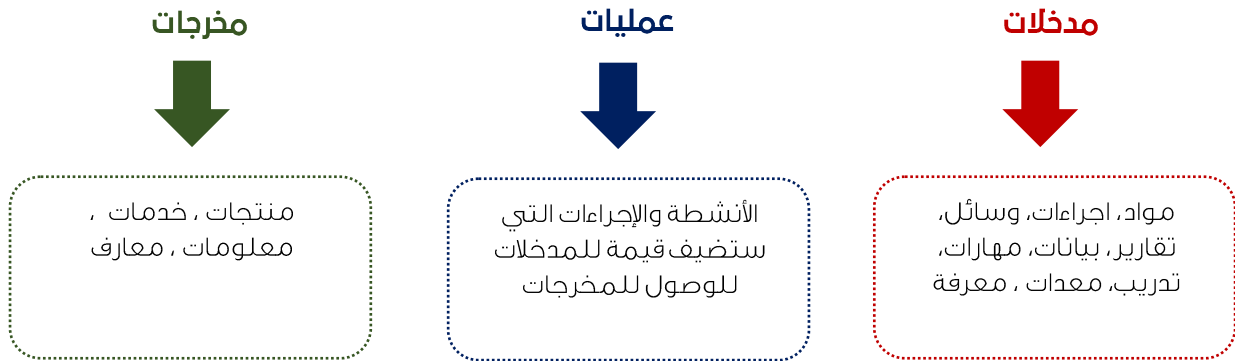 مدخلات
مواد، اجراءات، وسائل،
تقارير، بيانات، مهارات،
تدريب، معدات ، معرفة
عمليات
الأنشطة والإجراءات التي
ستضيف قيمة للمدخلات
للوصول للمخرجات
مخرجات
منتجات ، خدمات ،
معلومات ، معارف